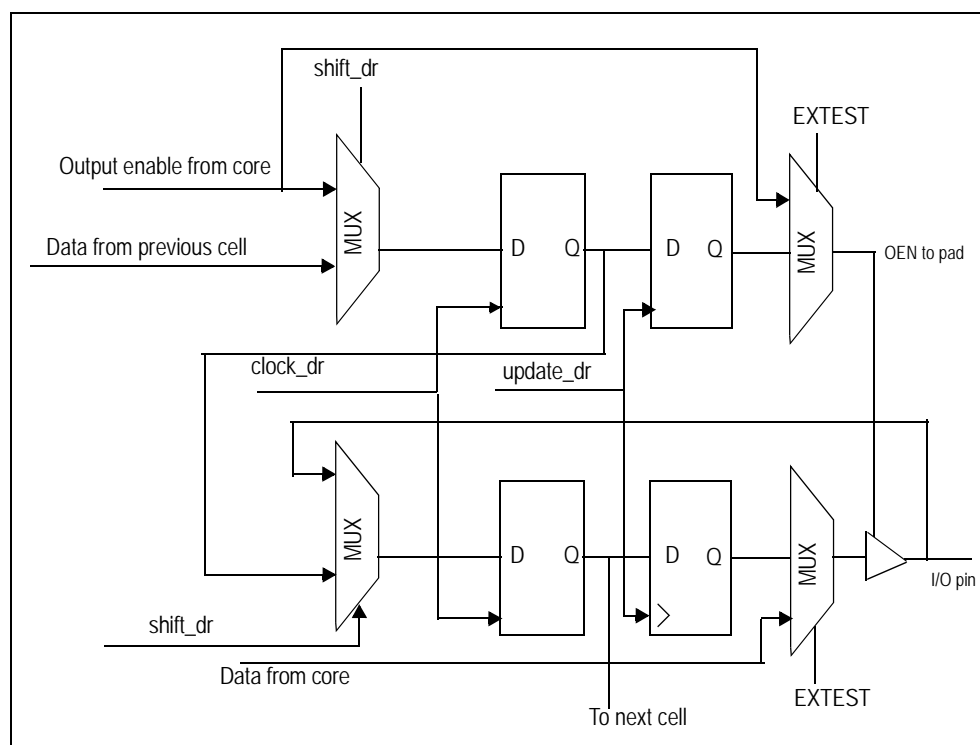 shift_dr
EXTEST
Output enable from core
MUX
MUX
Data from previous cell
D Q
D Q
OEN to pad
clock_dr
update_dr
MUX
MUX
D Q
D Q
I/O pin
shift_dr
Data from core
EXTEST
To next cell